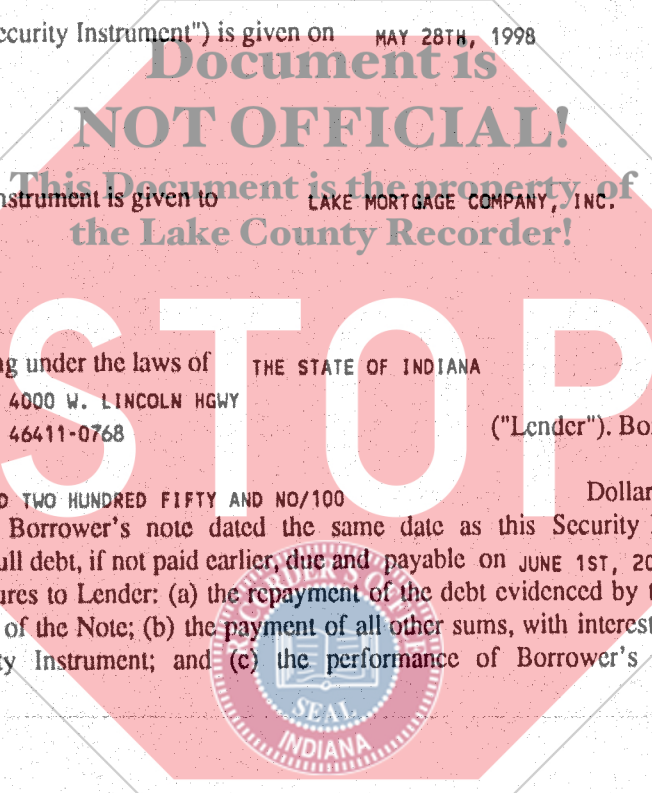 ecurity Instrument") is given on MAY 28TH, 1998
Document is
NOT OFFICIAL!
This Document is the property of
nstrument is given to LAKE MORTGAGE COMPANY, INC.
the Lake County Recorder!
STOP
ng under the laws of THE STATE OF INDIANA
4000 W. LINCOLN HGWY
46411-0768
("Lender"). Bo
D TWO HUNDRED FIFTY AND NO/100 Dollar
Borrower's note dated the same date as this Security
ull debt, if not paid earlier, due and payable on JUNE 1ST, 20
ures to Lender: (a) the repayment of the debt evidenced by t
of the Note; (b) the payment of all other sums, with interest
ty Instrument; and (c) the performance of Borrower's
RECORDER'S OFFICE
SEAL
INDIANA